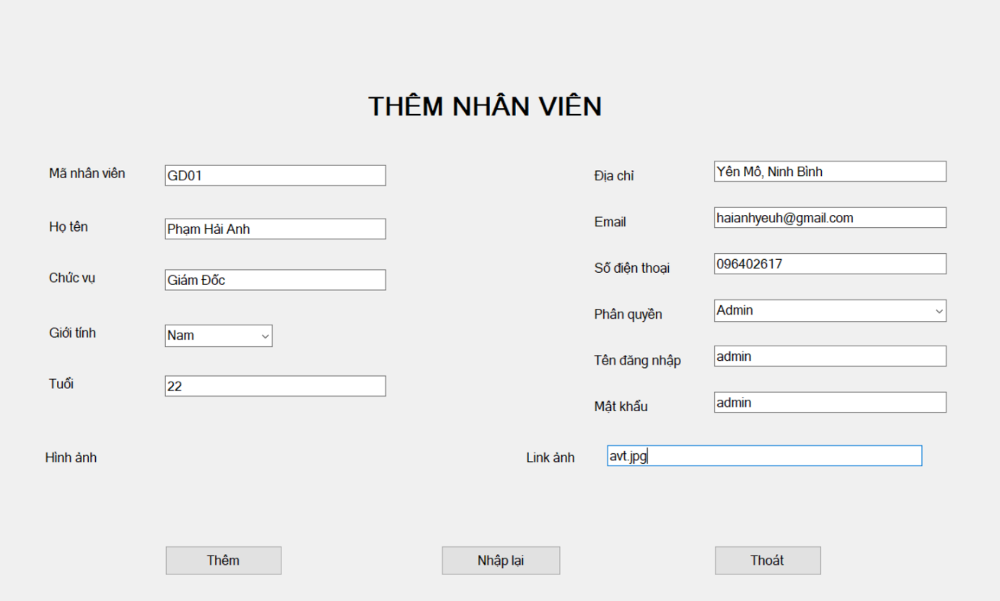 THÊM NHÂN VIÊN
Mã nhân viên GD01
Họ tên Phạm Hải Anh
Chức vụ Giám Đốc
Giới tính Nam
Tuổi 22
Địa chỉ Yên Mô, Ninh Bình
Email haianhyeuh@gmail.com
Số điện thoại 096402617
Phân quyền Admin
Tên đăng nhập admin
Mật khẩu admin
Hình ảnh
Link ảnh avt.jpg
Thêm Nhập lại Thoát